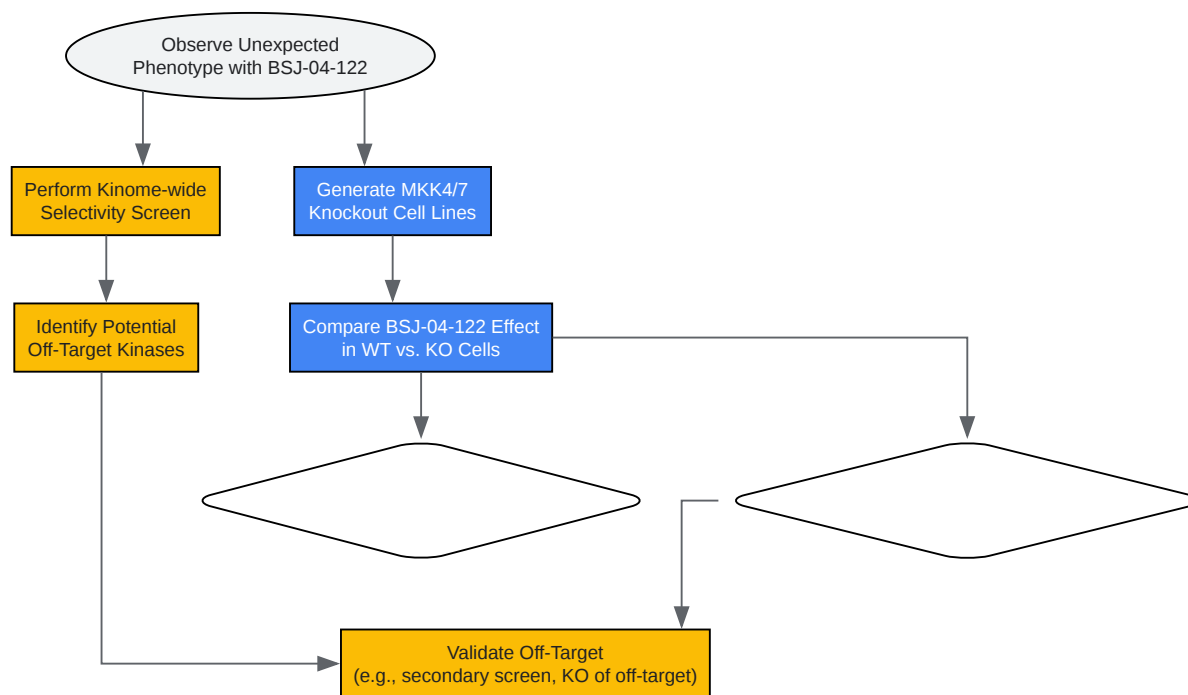 Observe Unexpected
Phenotype with BSJ-04-122
Perform Kinome-wide
Selectivity Screen
Generate MKK4/7
Knockout Cell Lines
Identify Potential
Off-Target Kinases
Compare BSJ-04-122 Effect
in WT vs. KO Cells
Validate Off-Target
(e.g., secondary screen, KO of off-target)